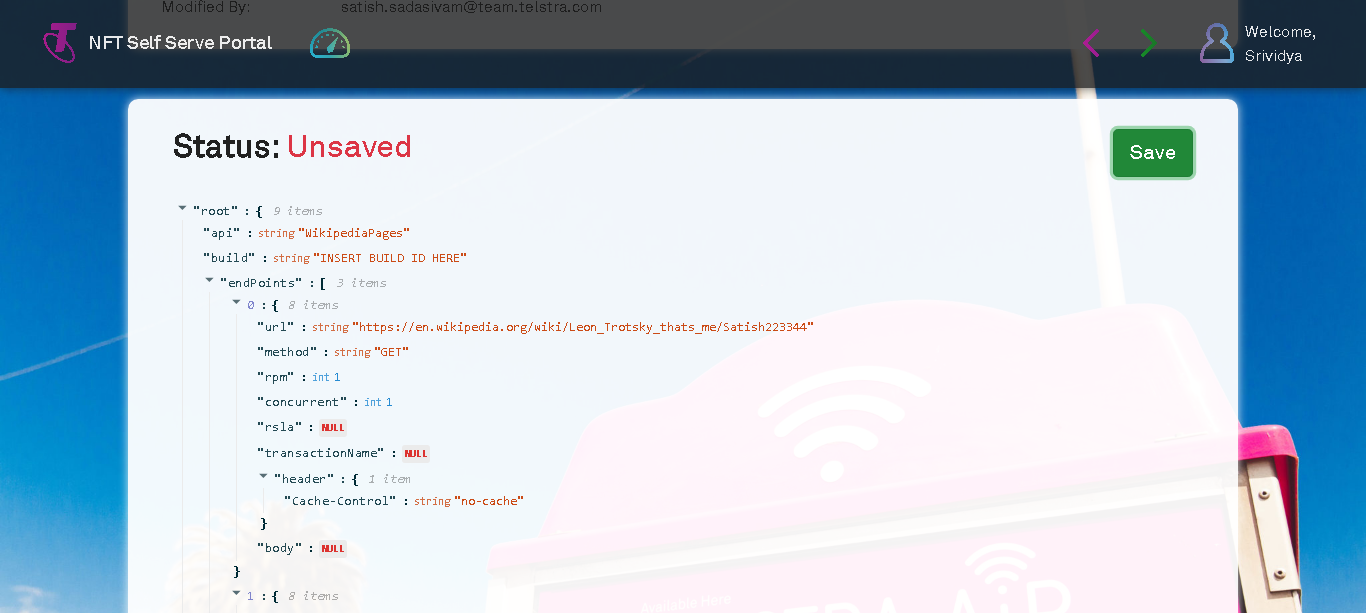 Modified By: satish.sadasivam@team.telstra.com
NFT Self Serve Portal
Welcome,
Srividya
Status: Unsaved
Save
"root" : { 9 items
"api" : string "WikipediaPages"
"build" : string "INSERT BUILD ID HERE"
"endPoints" : [ 3 items
0 : { 8 items
"url" : string "https://en.wikipedia.org/wiki/Leon_Trotsky_thats_me/Satish223344"
"method" : string "GET"
"rpm" : int 1
"concurrent" : int 1
"rsla" : NULL
"transactionName" : NULL
"header" : { 1 item
"Cache-Control" : string "no-cache"
}
"body" : NULL
}
1 : { 8 items
Available Here
AiR